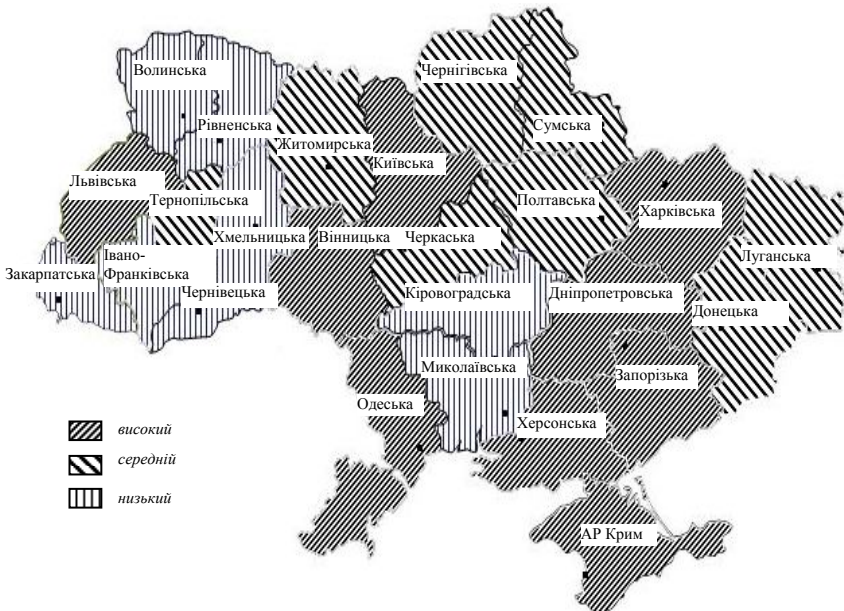 Волинська
Чернігівська
Рівненська
Сумська
Житомирська
Київська
Львівська
Тернопільська
Полтавська
Харківська
Хмельницька
Вінницька
Черкаська
Івано-
Франківська
Закарпатська
Луганська
Чернівецька
Кіровоградська
Дніпропетровська
Донецька
Миколаївська
Запорізька
Одеська
Херсонська
високий
середній
низький
АР Крим